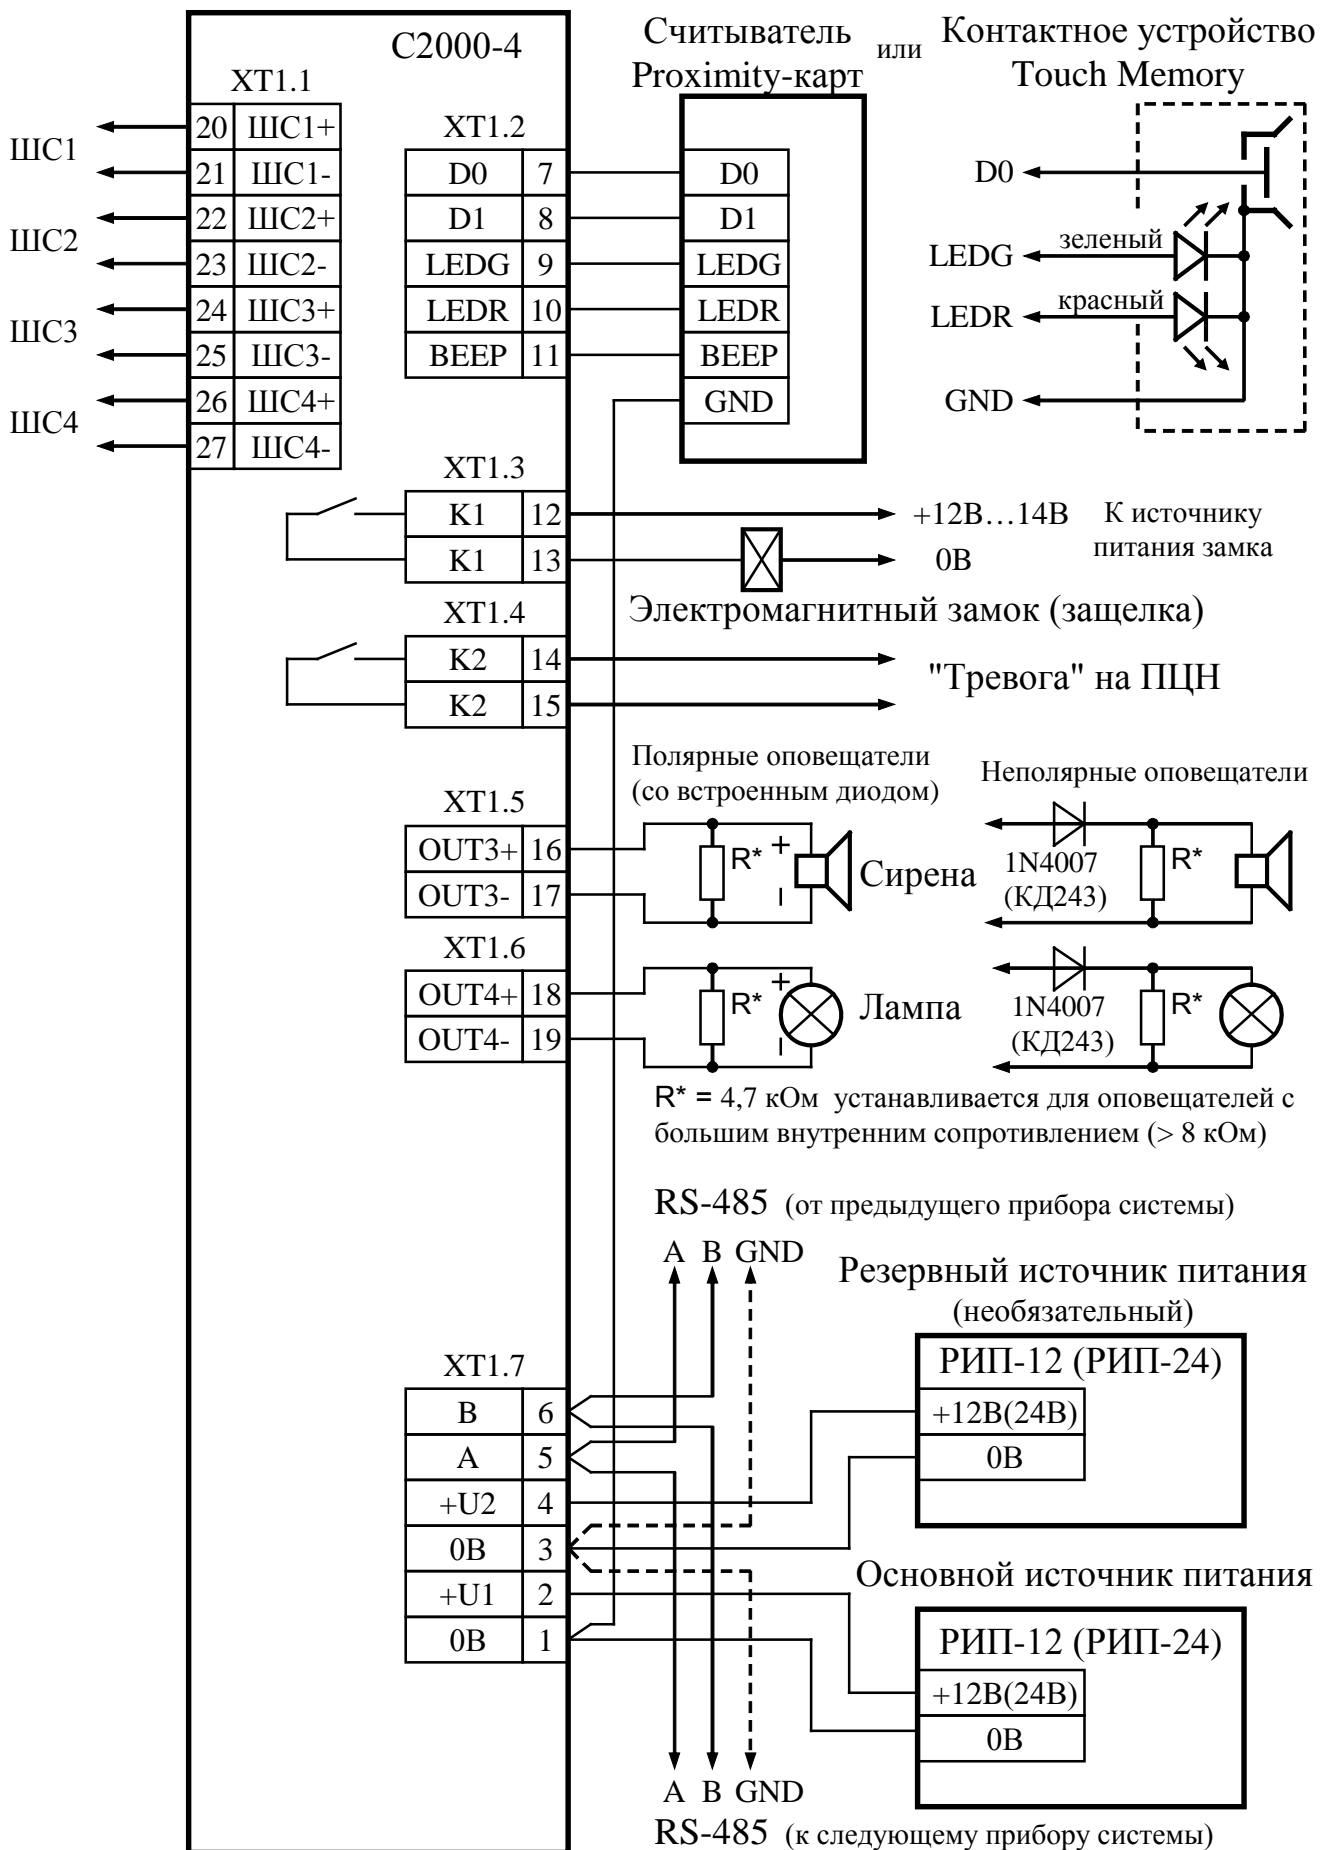 С2000-4
XT1.1
ШС1
20 ШС1+
21 ШС1-
ШС2
22 ШС2+
23 ШС2-
ШС3
24 ШС3+
25 ШС3-
ШС4
26 ШС4+
27 ШС4-
XT1.2
D0 7
D1 8
LEDG 9
LEDR 10
BEEP 11
Считыватель
Proximity-карт
D0
D1
LEDG
LEDR
BEEP
GND
или
Контактное устройство
Touch Memory
D0
LEDG зеленый
LEDR красный
GND
XT1.3
K1 12
K1 13
+12В…14В
0В
К источнику
питания замка
Электромагнитный замок (защелка)
XT1.4
K2 14
K2 15
"Тревога" на ПЦН
Полярные оповещатели
(со встроенным диодом)
Неполярные оповещатели
XT1.5
OUT3+ 16
OUT3- 17
R* + –
Сирена
1N4007
(КД243)
R*
XT1.6
OUT4+ 18
OUT4- 19
R* + –
Лампа
1N4007
(КД243)
R*
R* = 4,7 кОм устанавливается для оповещателей с
большим внутренним сопротивлением (> 8 кОм)
RS-485 (от предыдущего прибора системы)
A B GND
Резервный источник питания
(необязательный)
РИП-12 (РИП-24)
+12В(24В)
0В
XT1.7
B 6
A 5
+U2 4
0В 3
+U1 2
0В 1
Основной источник питания
РИП-12 (РИП-24)
+12В(24В)
0В
A B GND
RS-485 (к следующему прибору системы)